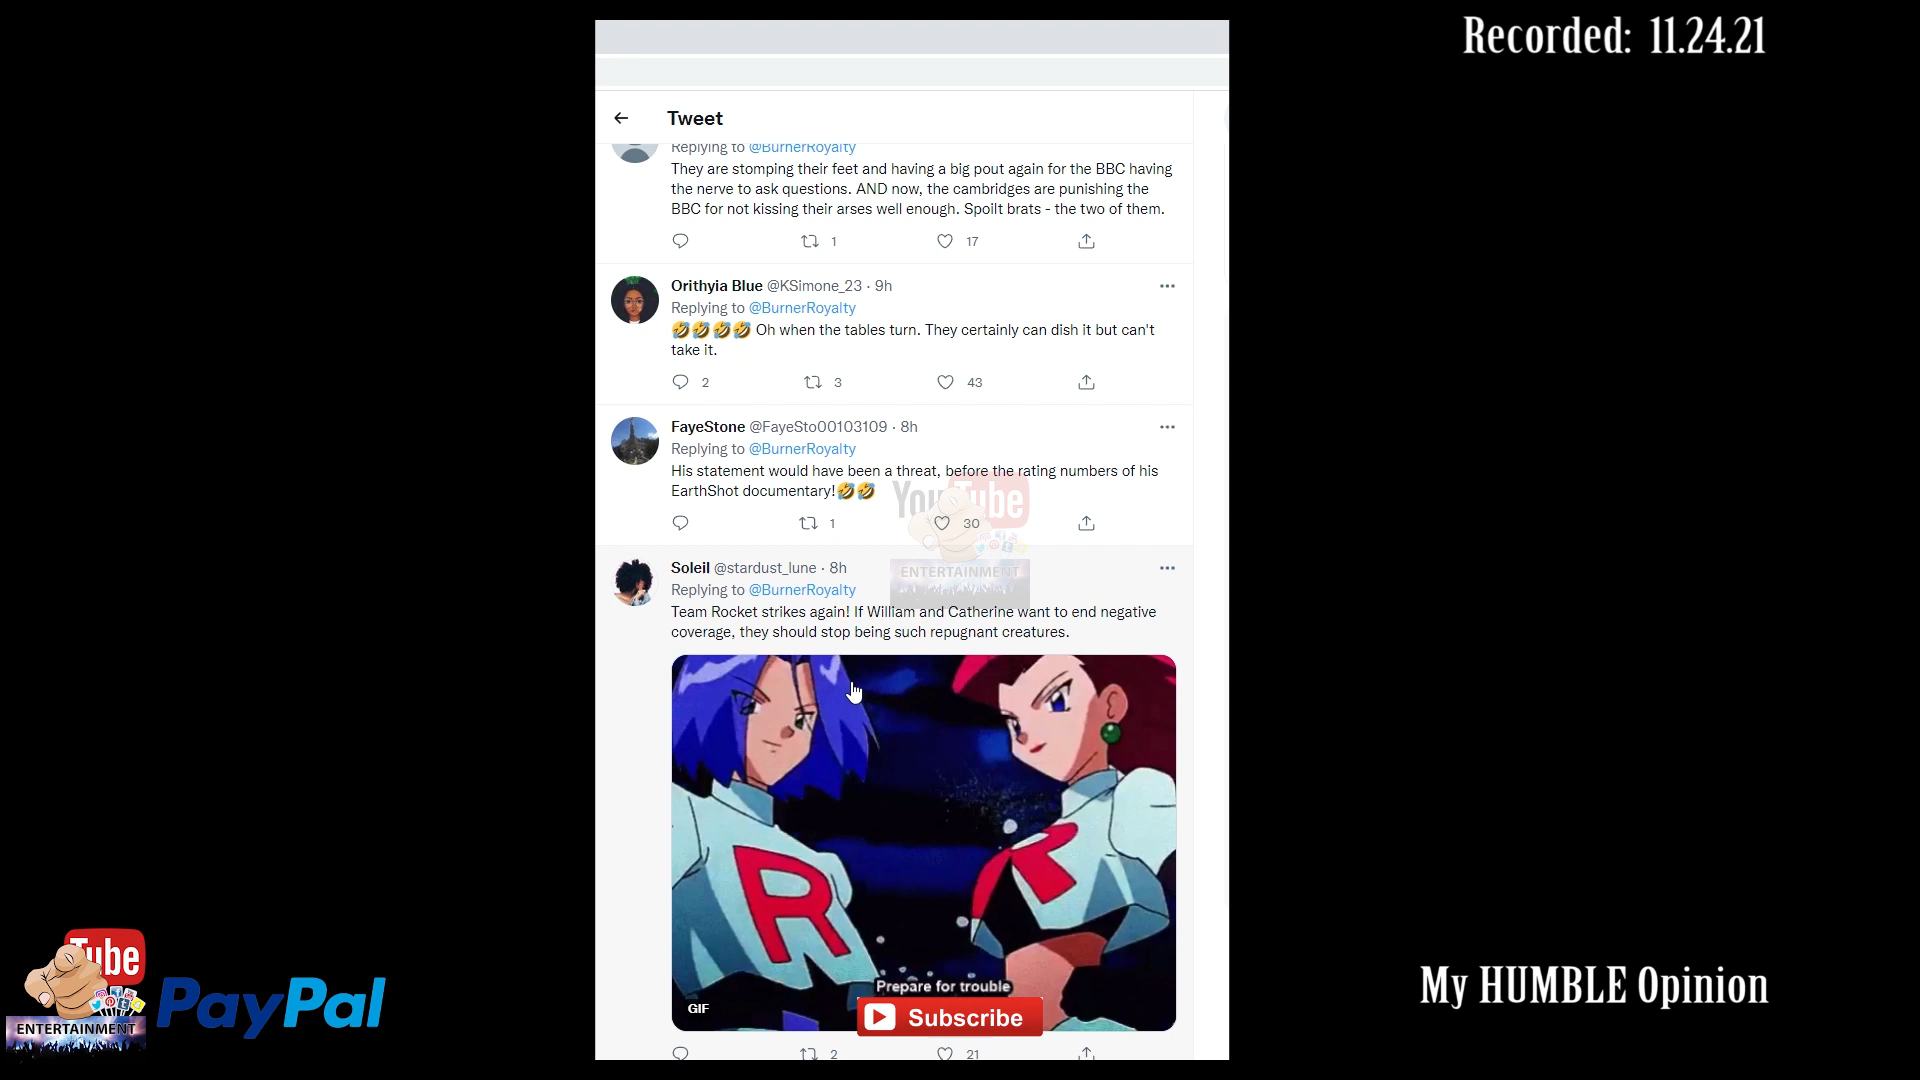 Recorded: 11.24.21
Tweet
Replying to @BurnerRoyalty
They are stomping their feet and having a big pout again for the BBC having
the nerve to ask questions. AND now, the cambridges are punishing the
BBC for not kissing their arses well enough. Spoilt brats - the two of them.
1 17
Orithyia Blue @KSimone_23 · 9h
Replying to @BurnerRoyalty
🤣🤣🤣🤣 Oh when the tables turn. They certainly can dish it but can't
take it.
2 3 43
FayeStone @FayeSto00103109 · 8h
Replying to @BurnerRoyalty
His statement would have been a threat, before the rating numbers of his
EarthShot documentary!🤣🤣
YouTube
1 30
ENTERTAINMENT
Soleil @stardust_lune · 8h
Replying to @BurnerRoyalty
Team Rocket strikes again! If William and Catherine want to end negative
coverage, they should stop being such repugnant creatures.
R R
Prepare for trouble
GIF
Subscribe
2 21
Tube
ENTERTAINMENT
PayPal
My HUMBLE Opinion